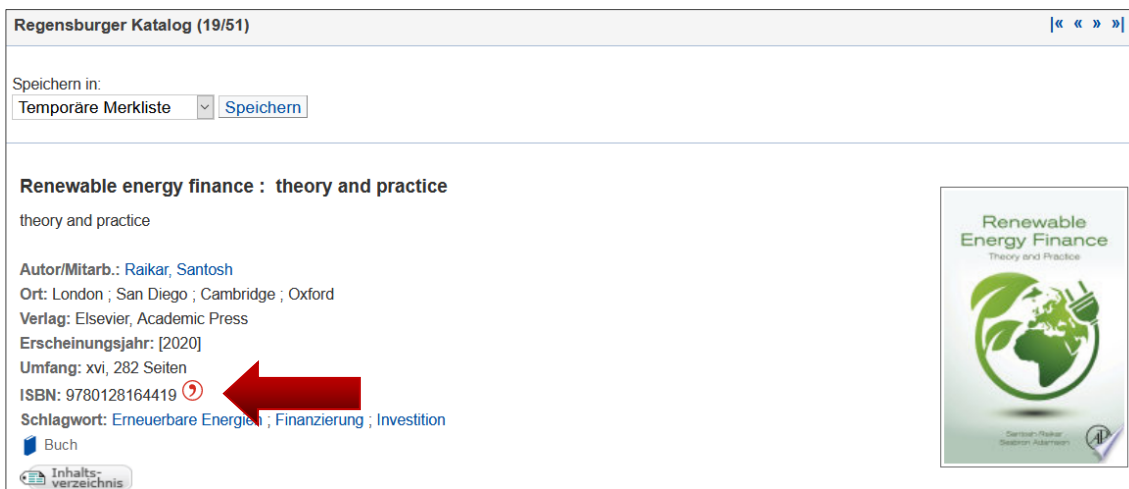 Regensburger Katalog (19/51)
|« « » »|
Speichern in:
Temporäre Merkliste Speichern
Renewable energy finance : theory and practice
theory and practice
Autor/Mitarb.: Raikar, Santosh
Ort: London ; San Diego ; Cambridge ; Oxford
Verlag: Elsevier, Academic Press
Erscheinungsjahr: [2020]
Umfang: xvi, 282 Seiten
ISBN: 9780128164419
Schlagwort: Erneuerbare Energien ; Finanzierung ; Investition
Buch
Inhalts-
verzeichnis
Renewable
Energy Finance
Theory and Practice
Santosh Raikar
Seabron Adamson
AP